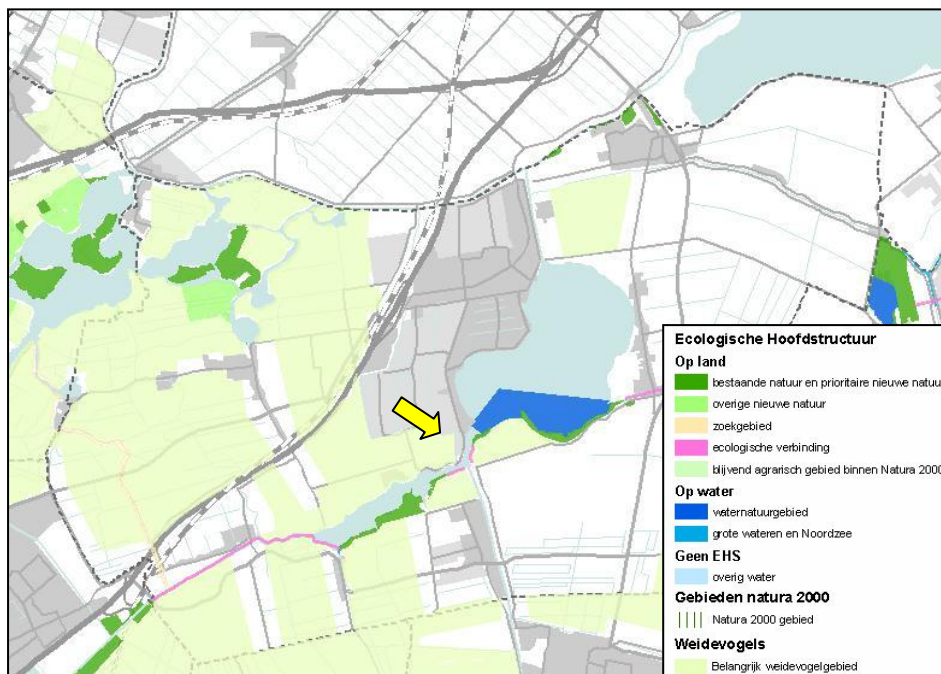 Ecologische Hoofdstructuur
Op land
bestaande natuur en prioritaire nieuwe natuur
overige nieuwe natuur
zoekgebied
ecologische verbinding
blijvend agrarisch gebied binnen Natura 2000
Op water
waternatuurgebied
grote wateren en Noordzee
Geen EHS
overig water
Gebieden natura 2000
Natura 2000 gebied
Weidevogels
Belangrijk weidevogelgebied